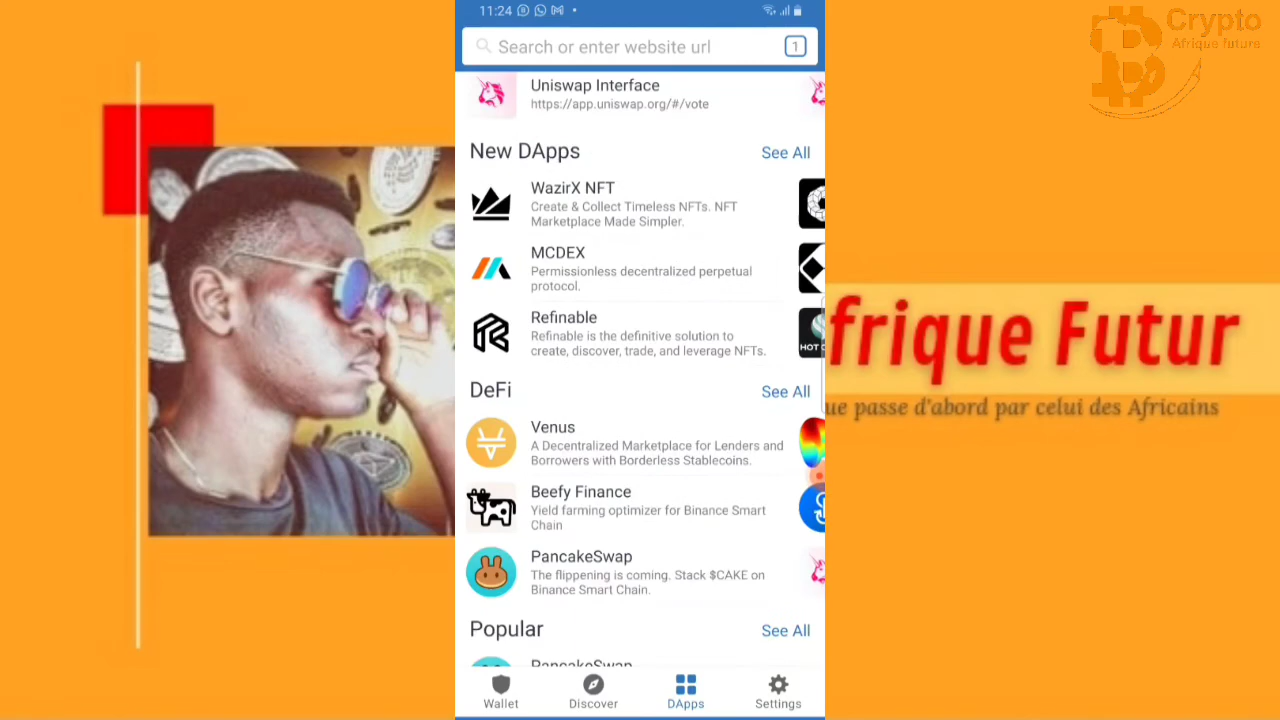 11:24
Search or enter website url
1
Crypto
Afrique future
Uniswap Interface
https://app.uniswap.org/#/vote
New DApps
See All
WazirX NFT
Create & Collect Timeless NFTs. NFT
Marketplace Made Simpler.
MCDEX
Permissionless decentralized perpetual
protocol.
Refinable
Refinable is the definitive solution to
create, discover, trade, and leverage NFTs.
HOT
DeFi
See All
Venus
A Decentralized Marketplace for Lenders and
Borrowers with Borderless Stablecoins.
Beefy Finance
Yield farming optimizer for Binance Smart
Chain
PancakeSwap
The flippening is coming. Stack $CAKE on
Binance Smart Chain.
Popular
See All
PancakeSwap
Wallet
Discover
DApps
Settings
frique Futur
ue passe d'abord par celui des Africains